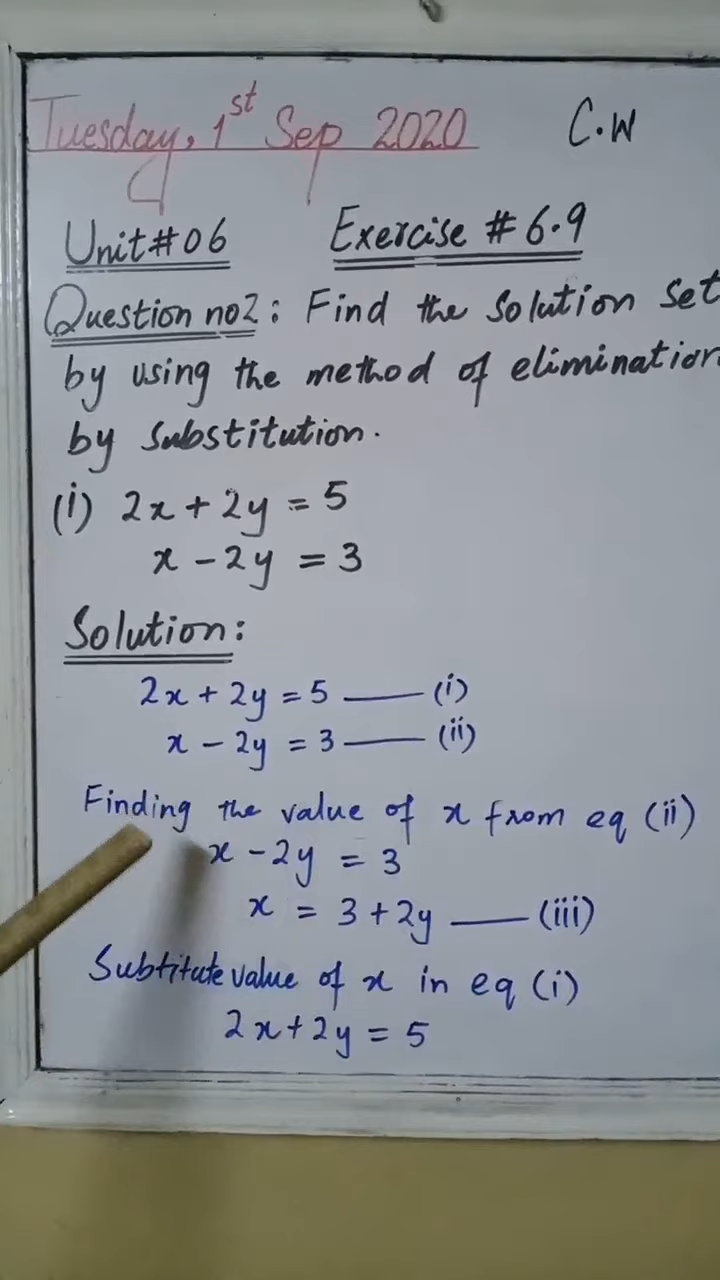 Tuesday, 1st Sep 2020 C.W
Unit#06 Exercise #6.9
Question no2: Find the solution set
by using the method of elimination
by substitution.
(i) 2x + 2y = 5
x - 2y = 3
Solution:
2x + 2y = 5 —— (i)
x - 2y = 3 —— (ii)
Finding the value of x from eq (ii)
x - 2y = 3
x = 3 + 2y —— (iii)
Subtitute value of x in eq (i)
2x + 2y = 5